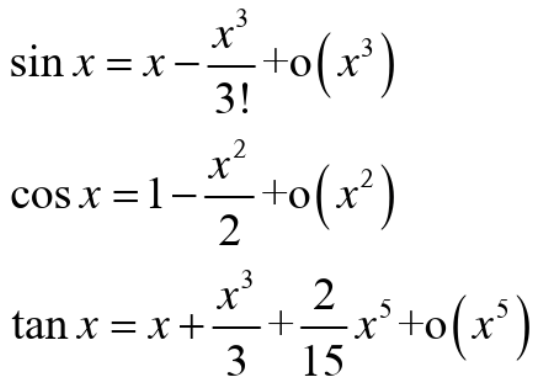 sin x = x − x³/3! + o(x³)
cos x = 1 − x²/2 + o(x²)
tan x = x + x³/3 + 2/15 x⁵ + o(x⁵)